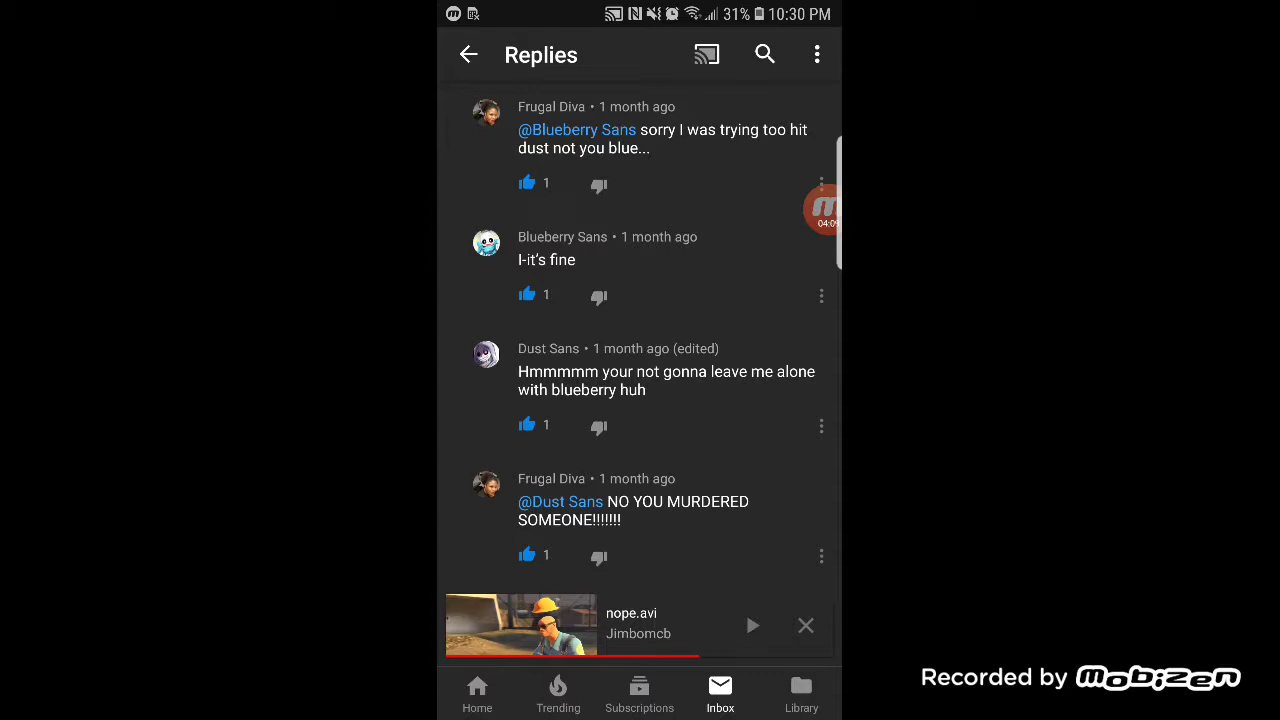 31% 10:30 PM
Replies
Frugal Diva • 1 month ago
@Blueberry Sans sorry I was trying too hit
dust not you blue...
1
04:09
Blueberry Sans • 1 month ago
I-it's fine
1
Dust Sans • 1 month ago (edited)
Hmmmmm your not gonna leave me alone
with blueberry huh
1
Frugal Diva • 1 month ago
@Dust Sans NO YOU MURDERED
SOMEONE!!!!!!!
1
nope.avi
Jimbomcb
Recorded by mobizen
Home Trending Subscriptions Inbox Library